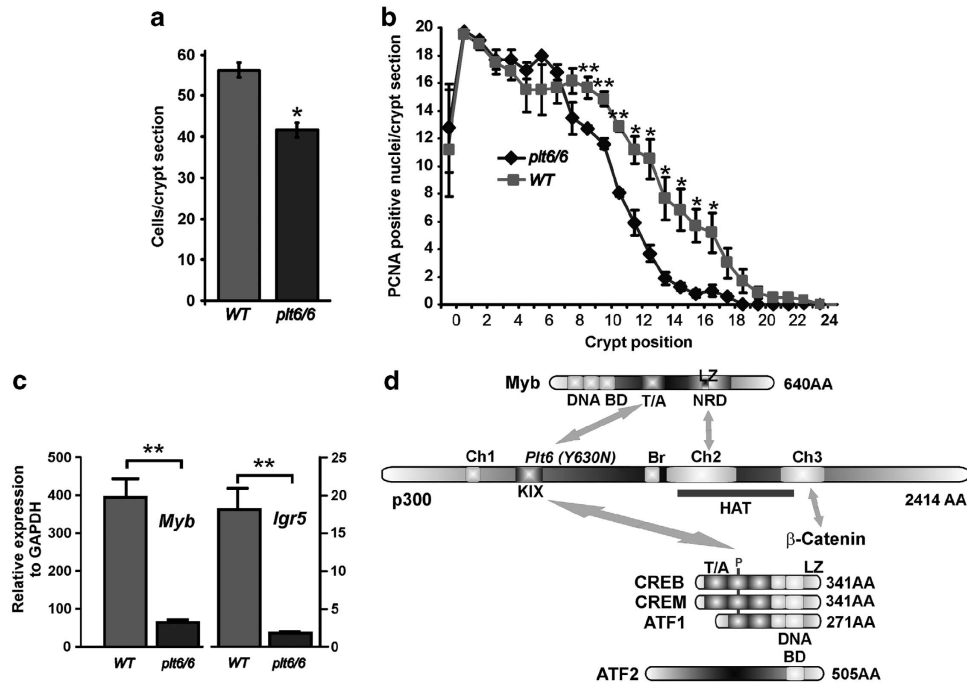 a
Cells/crypt section
60
50
40
30
20
10
0
*
WT
plt6/6
b
PCNA positive nuclei/crypt section
20
18
16
14
12
10
8
6
4
2
0
**
**
**
*
*
*
*
*
*
plt6/6
WT
0 2 4 6 8 10 12 14 16 18 20 22 24
Crypt position
c
Relative expression
to GAPDH
500
400
300
200
100
0
**
Myb
**
lgr5
25
20
15
10
5
0
WT
plt6/6
WT
plt6/6
d
Myb
LZ
640AA
DNA BD
T/A
NRD
Ch1
Plt6 (Y630N)
Br
Ch2
Ch3
p300
KIX
HAT
2414 AA
β-Catenin
T/A
P
LZ
CREB
341AA
CREM
341AA
ATF1
271AA
DNA
BD
ATF2
505AA